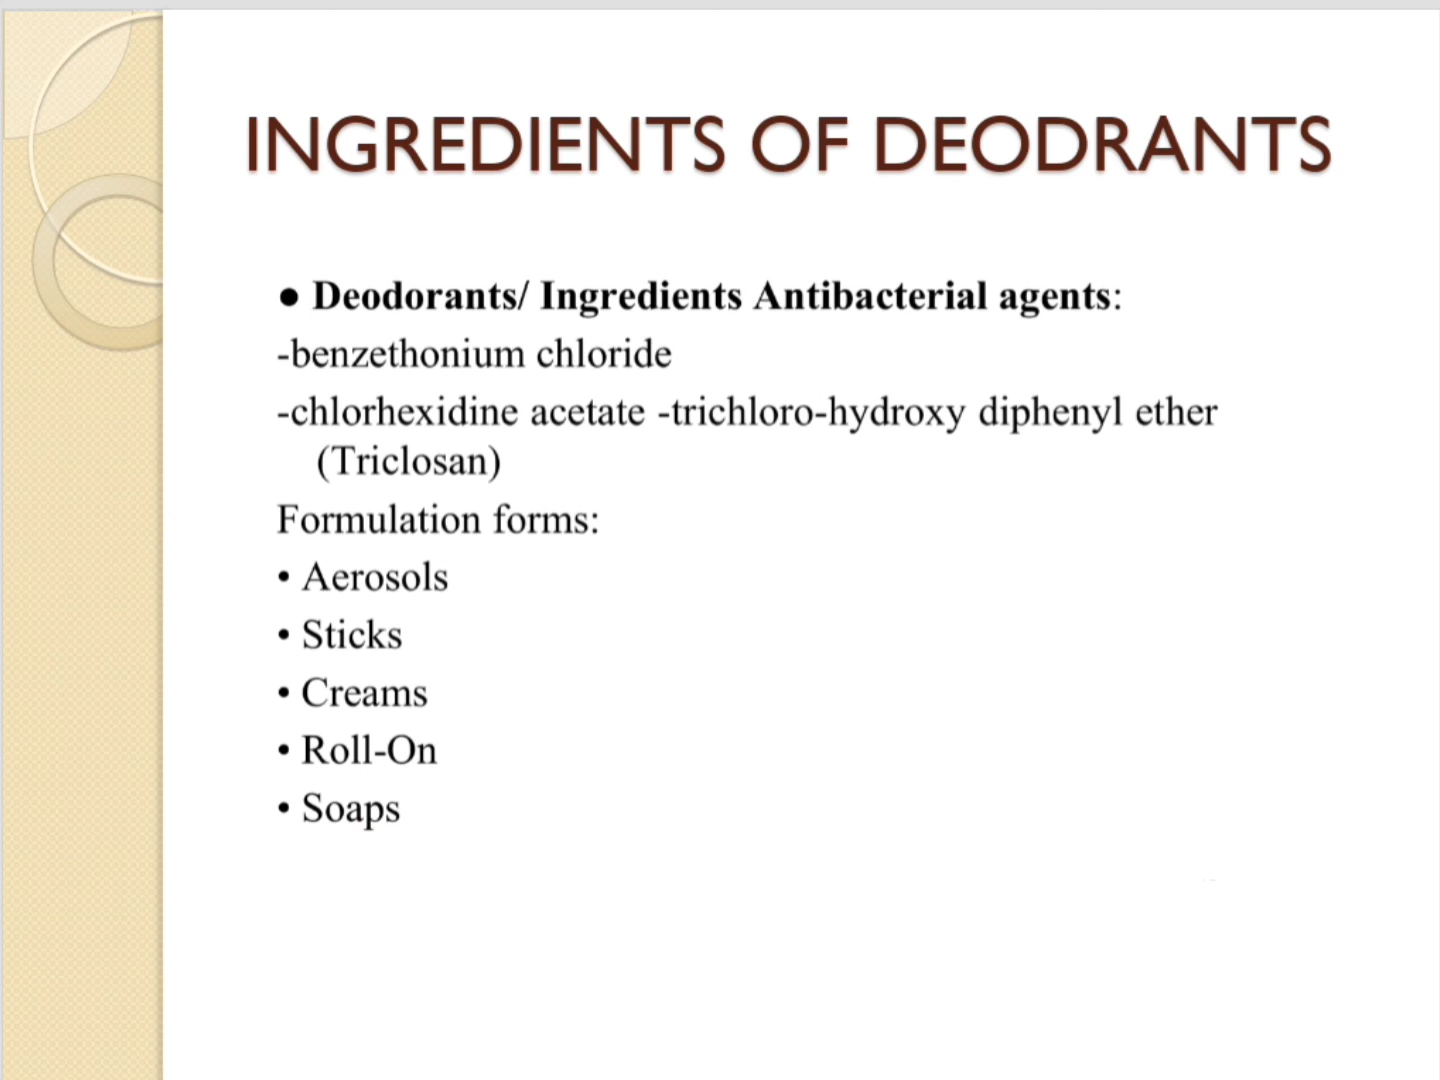 INGREDIENTS OF DEODRANTS
● Deodorants/ Ingredients Antibacterial agents:
-benzethonium chloride
-chlorhexidine acetate -trichloro-hydroxy diphenyl ether
(Triclosan)
Formulation forms:
• Aerosols
• Sticks
• Creams
• Roll-On
• Soaps